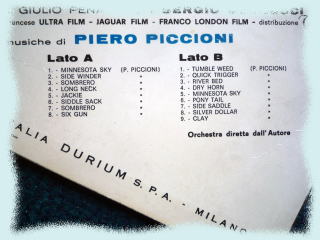 GIULIO
francese ULTRA FILM - JAGUAR FILM - FRANCO LONDON FILM - distribuzione
musiche di PIERO PICCIONI
Lato A
1. - MINNESOTA SKY (P. PICCIONI)
2. - SIDE WINDER "
3. - SOMBRERO "
4. - LONG NECK "
5. - JACKIE "
6. - SIDDLE SACK "
7. - SOMBRERO "
8. - SIX GUN "
Lato B
1. - TUMBLE WEED (P. PICCIONI)
2. - QUICK TRIGGER "
3. - RIVER BED "
4. - DRY HORN "
5. - MINNESOTA SKY "
6. - PONY TAIL "
7. - SIDE SADDLE "
8. - SILVER DOLLAR "
9. - CLAY "
Orchestra diretta dall'Autore
ALIA DURIUM S.P.A. - MILANO